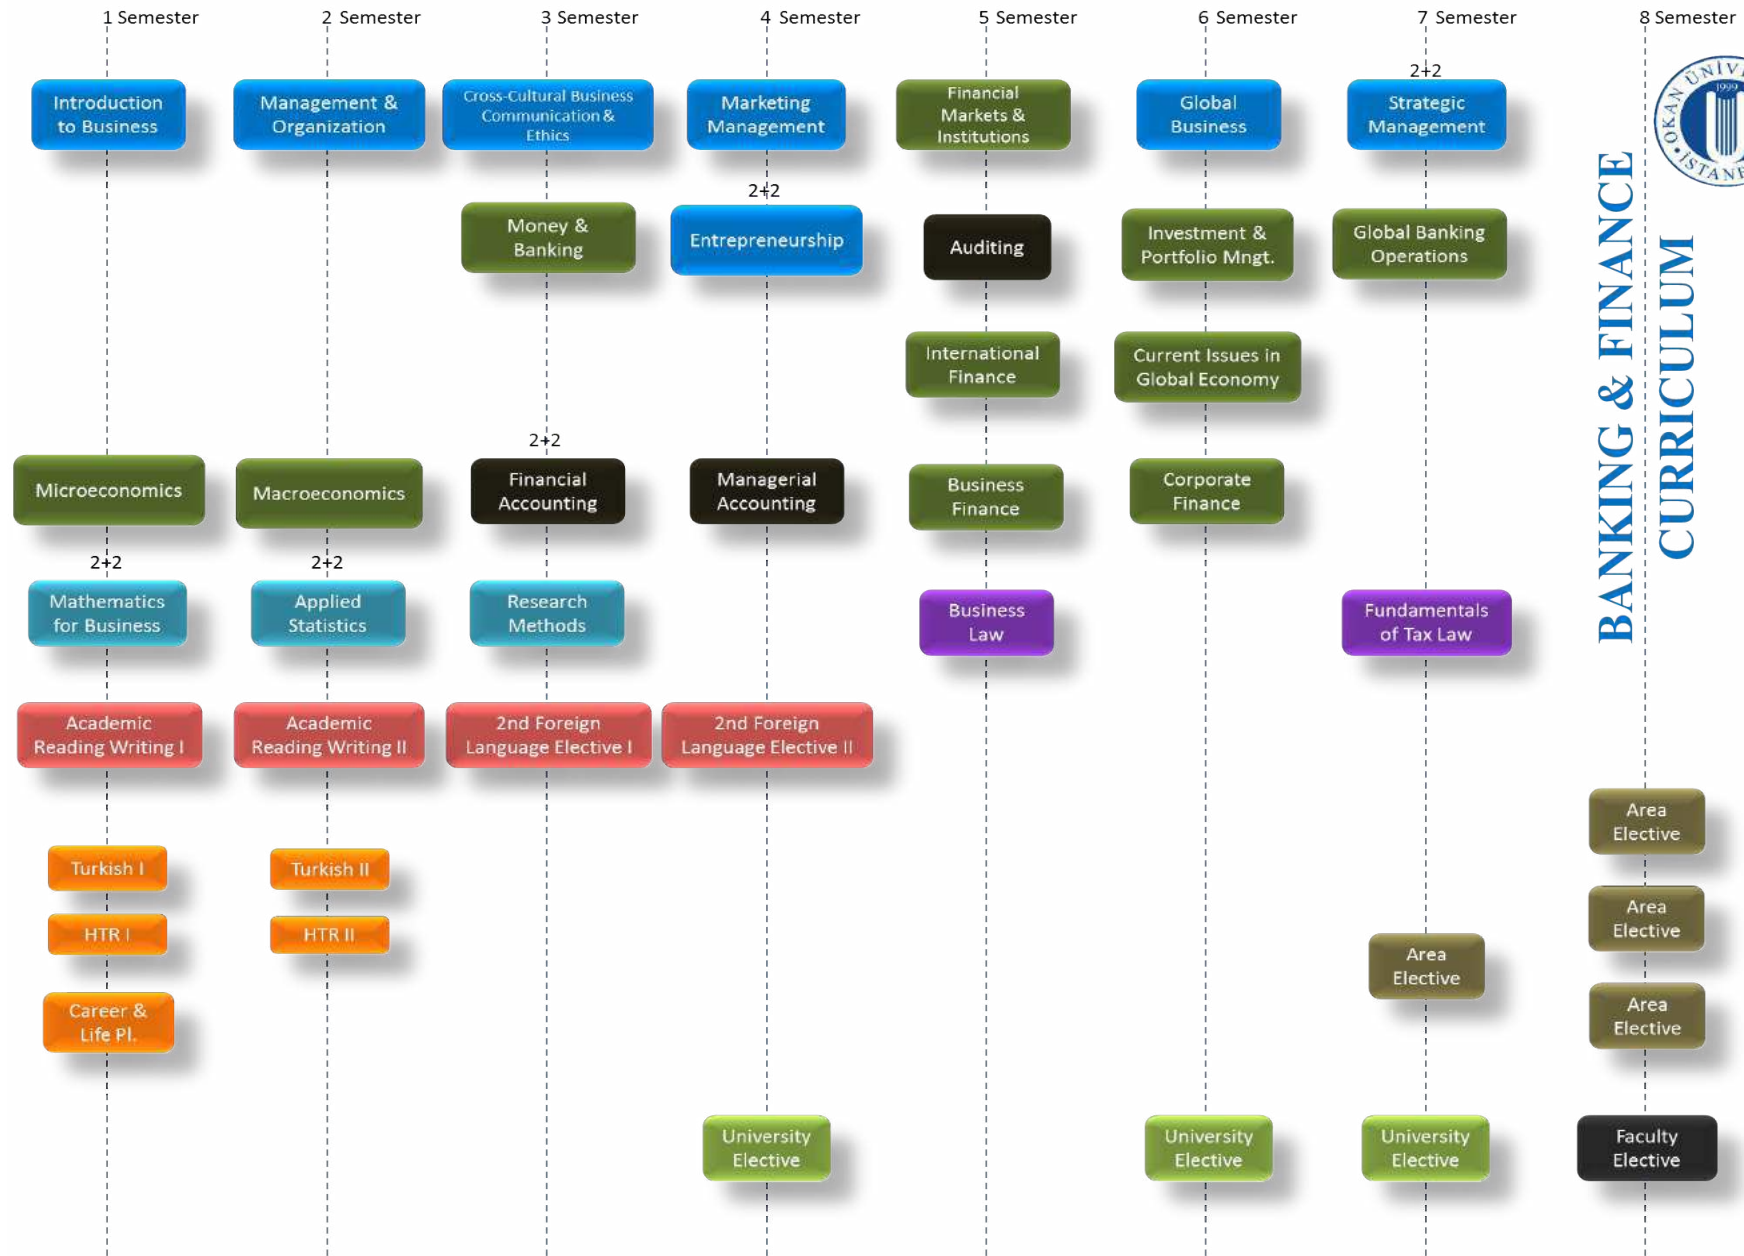 1 Semester
2 Semester
3 Semester
4 Semester
5 Semester
6 Semester
7 Semester
8 Semester
Introduction
to Business
Management &
Organization
Cross-Cultural Business
Communication &
Ethics
Marketing
Management
Financial
Markets &
Institutions
Global
Business
2+2
Strategic
Management
1999
OKAN ÜNİV
İSTAN
BANKING & FINANCE
CURRICULUM
Money &
Banking
2+2
Entrepreneurship
Auditing
Investment &
Portfolio Mngt.
Global Banking
Operations
International
Finance
Current Issues in
Global Economy
Microeconomics
Macroeconomics
2+2
Financial
Accounting
Managerial
Accounting
Business
Finance
Corporate
Finance
2+2
Mathematics
for Business
2+2
Applied
Statistics
Research
Methods
Business
Law
Fundamentals
of Tax Law
Academic
Reading Writing I
Academic
Reading Writing II
2nd Foreign
Language Elective I
2nd Foreign
Language Elective II
Area
Elective
Turkish I
Turkish II
Area
Elective
HTR I
HTR II
Area
Elective
Career &
Life Pl.
Area
Elective
University
Elective
University
Elective
University
Elective
Faculty
Elective